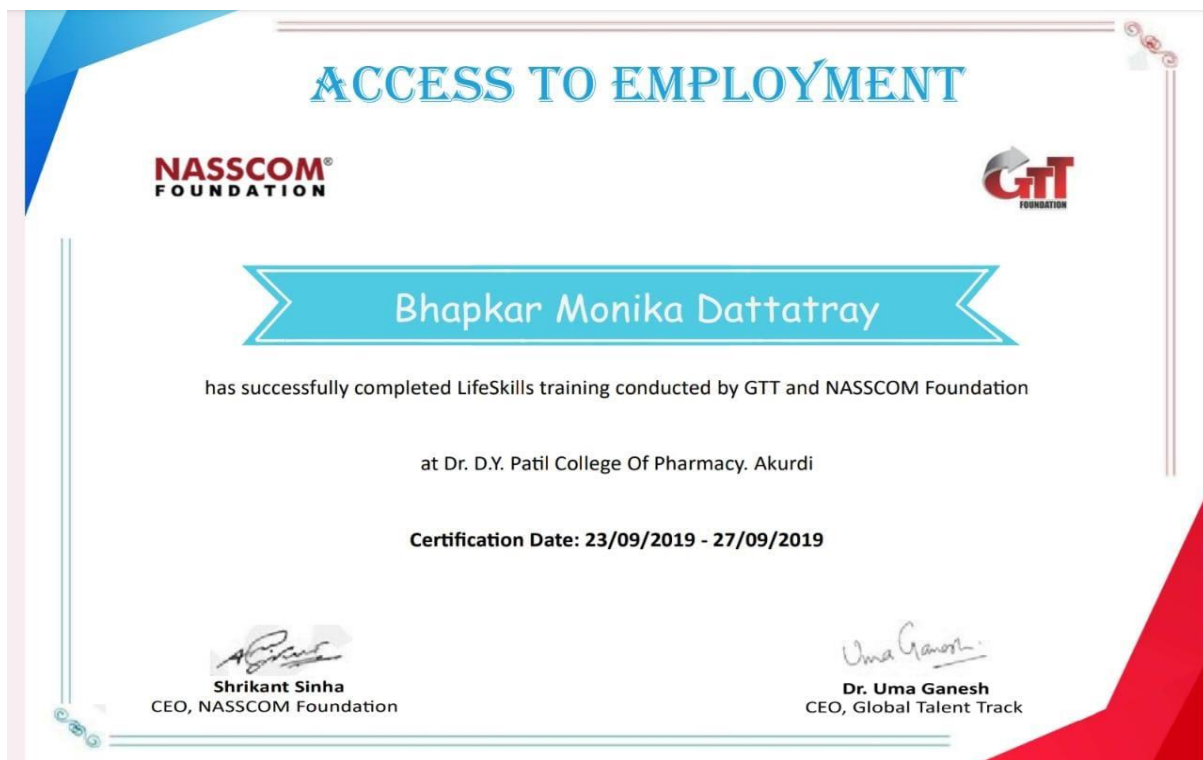 ACCESS TO EMPLOYMENT
NASSCOM®
FOUNDATION
GTT
FOUNDATION
Bhapkar Monika Dattatray
has successfully completed LifeSkills training conducted by GTT and NASSCOM Foundation
at Dr. D.Y. Patil College Of Pharmacy. Akurdi
Certification Date: 23/09/2019 - 27/09/2019
Uma Ganesh.
Shrikant Sinha
CEO, NASSCOM Foundation
Dr. Uma Ganesh
CEO, Global Talent Track